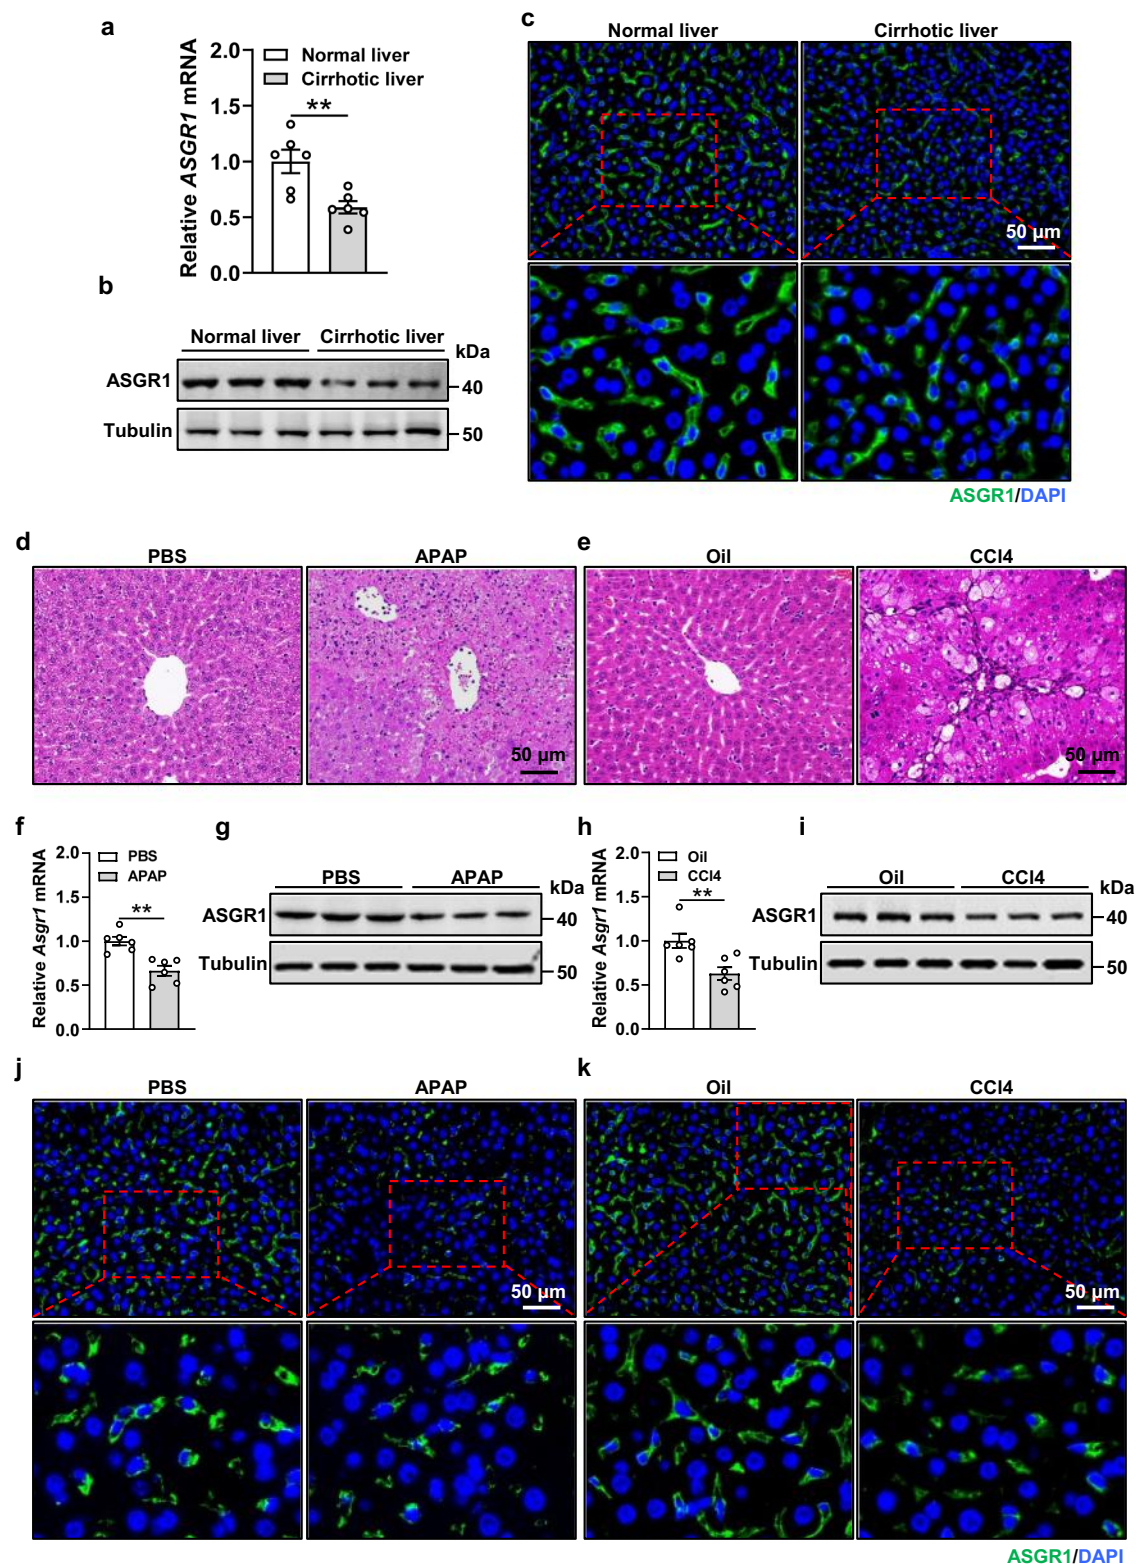 a
2.0
1.5
1.0
0.5
0.0
Relative ASGR1 mRNA
Normal liver
Cirrhotic liver
**
b
Normal liver Cirrhotic liver
kDa
ASGR1
40
Tubulin
50
c
Normal liver Cirrhotic liver
50 μm
ASGR1/DAPI
d
PBS APAP
50 μm
e
Oil CCl4
50 μm
f
2.0
1.5
1.0
0.5
0.0
Relative Asgr1 mRNA
PBS
APAP
**
g
PBS APAP
kDa
ASGR1
40
Tubulin
50
h
2.0
1.5
1.0
0.5
0.0
Relative Asgr1 mRNA
Oil
CCl4
**
i
Oil CCl4
kDa
ASGR1
40
Tubulin
50
j
PBS APAP
50 μm
k
Oil CCl4
50 μm
ASGR1/DAPI